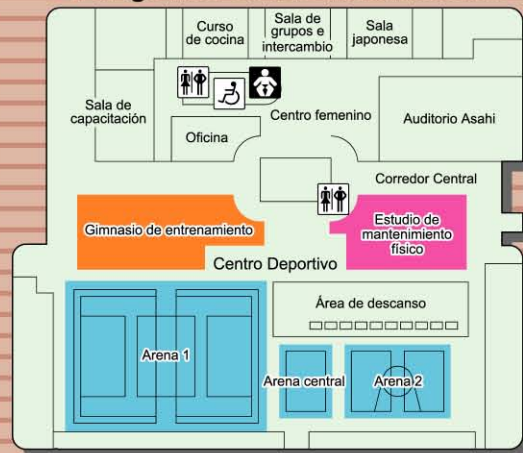 Curso
de cocina
Sala de
grupos e
intercambio
Sala
japonesa
Sala de
capacitación
Oficina
Centro femenino
Auditorio Asahi
Corredor Central
Gimnasio de entrenamiento
Estudio de
mantenimiento
físico
Centro Deportivo
Área de descanso
Arena 1
Arena central
Arena 2